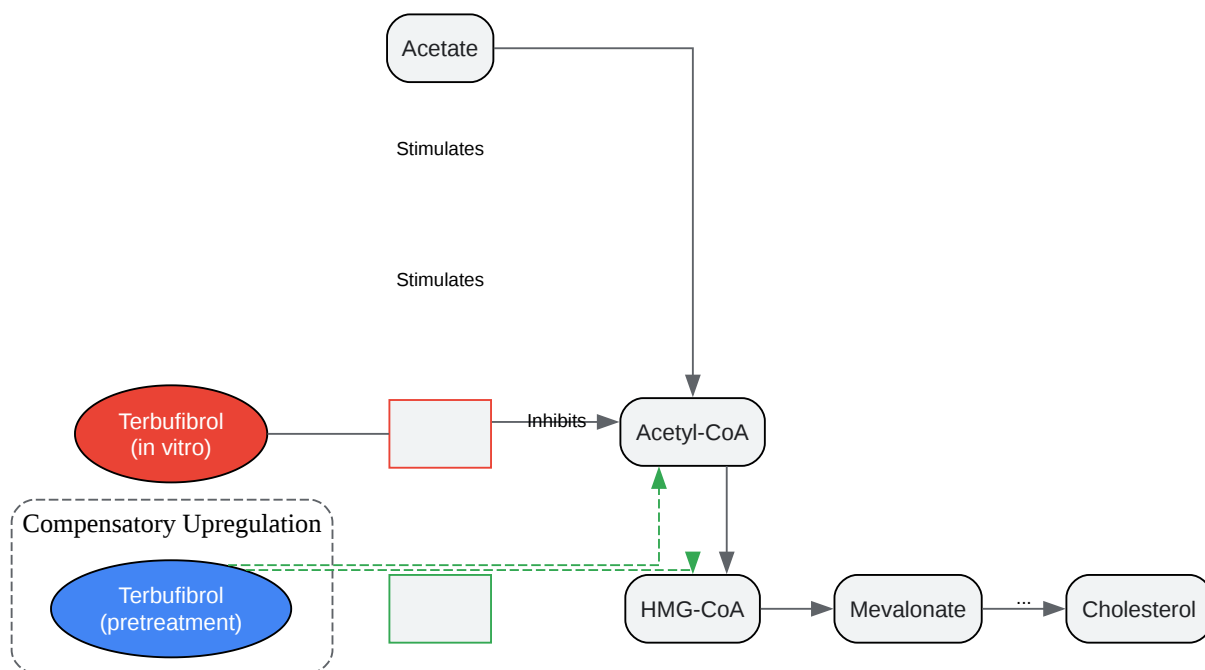 Acetate
Stimulates
Stimulates
Terbufibrol
(in vitro)
Inhibits
Acetyl-CoA
Compensatory Upregulation
Terbufibrol
(pretreatment)
HMG-CoA
Mevalonate
...
Cholesterol